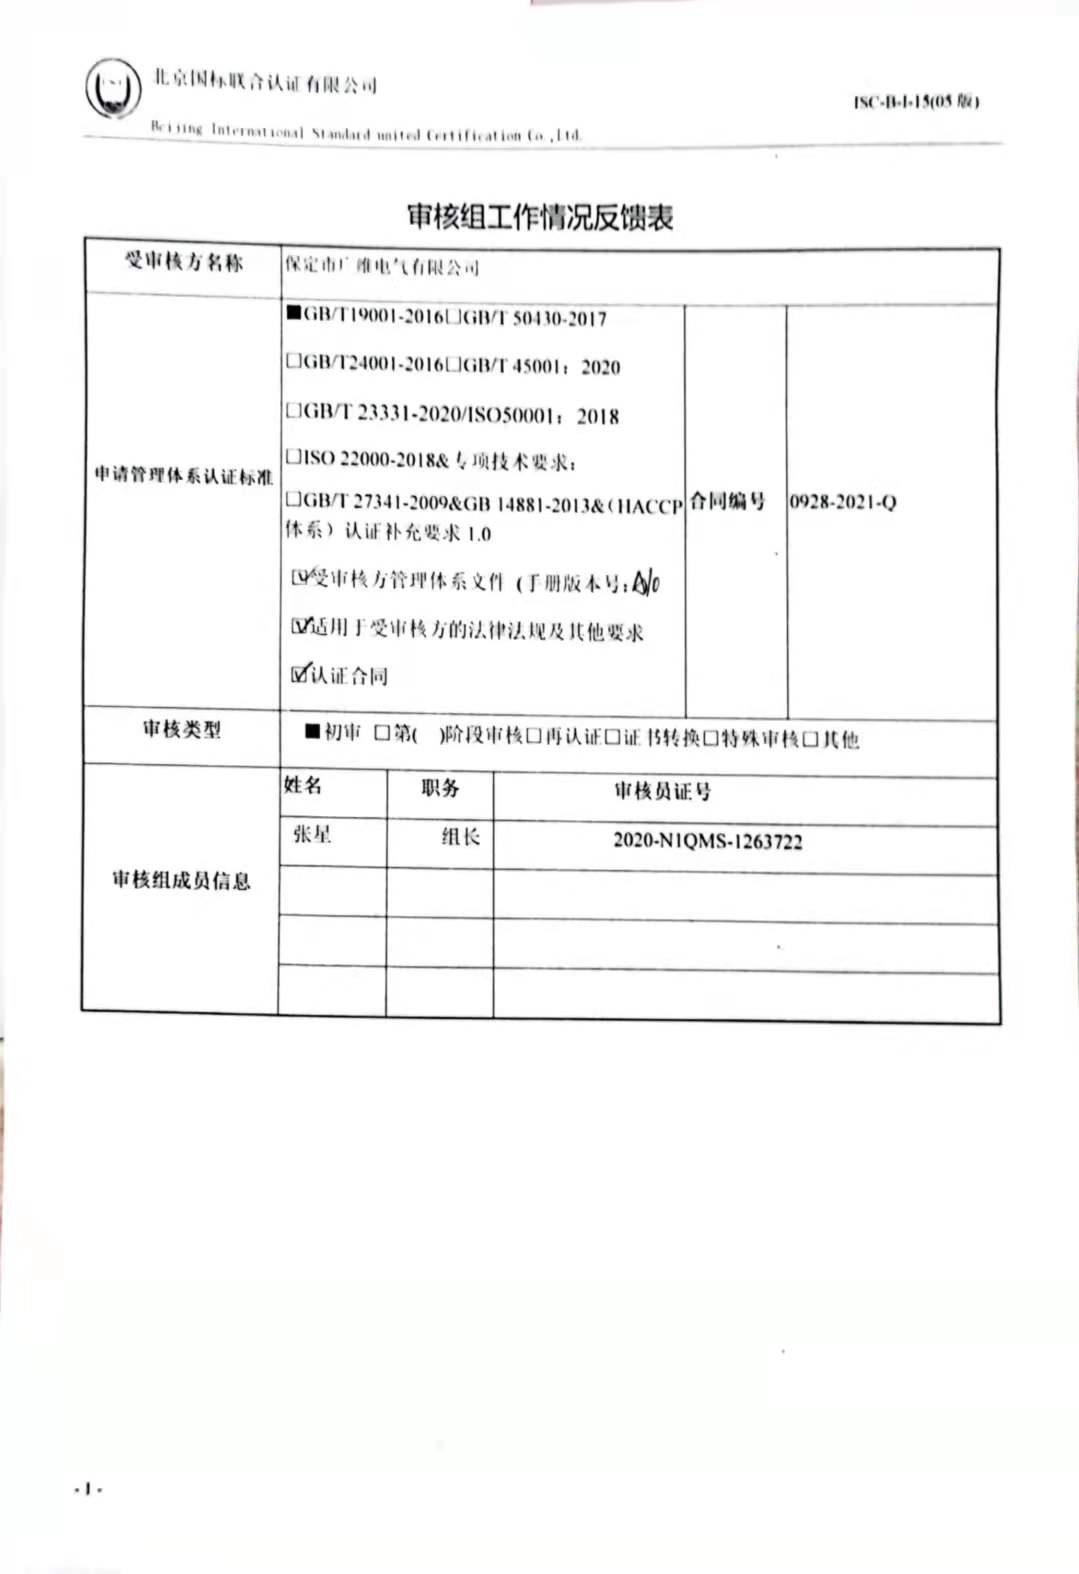 北京国标联合认证有限公司
ISC-B-I-15(05 版)
Beijing International Standard united Certification Co.,Ltd.
审核组工作情况反馈表
受审核方名称
保定市广维电气有限公司
申请管理体系认证标准
■GB/T19001-2016□GB/T 50430-2017
□GB/T24001-2016□GB/T 45001：2020
□GB/T 23331-2020/ISO50001：2018
□ISO 22000-2018&专项技术要求；
□GB/T 27341-2009&GB 14881-2013&（HACCP
体系）认证补充要求 1.0
☑受审核方管理体系文件（手册版本号：A/0
☑适用于受审核方的法律法规及其他要求
☑认证合同
合同编号
0928-2021-Q
审核类型
■初审 □第( )阶段审核□再认证□证书转换□特殊审核□其他
审核组成员信息
姓名 职务 审核员证号
张星 组长 2020-N1QMS-1263722
- 1 -